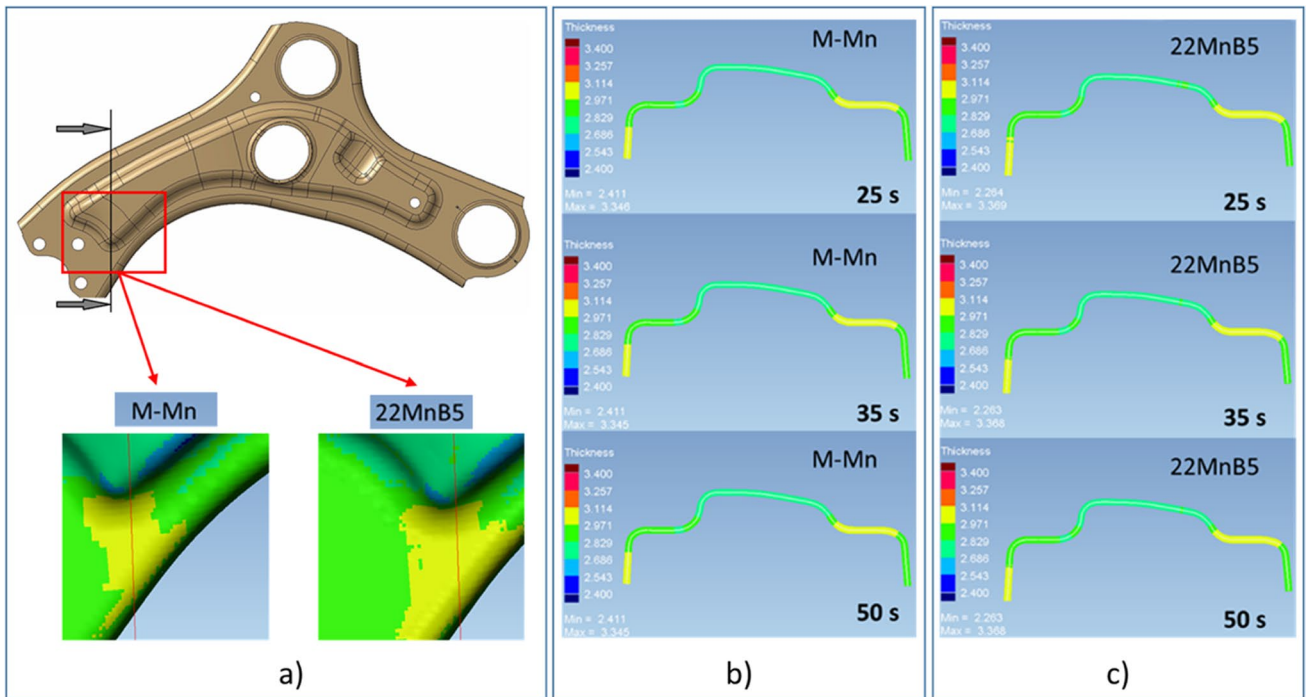 M-Mn
22MnB5
a)
Thickness
M-Mn
3.400
3.257
3.114
2.971
2.829
2.686
2.543
2.400
Min = 2.411
Max = 3.346
25 s
M-Mn
3.400
3.257
3.114
2.971
2.829
2.686
2.543
2.400
Min = 2.411
Max = 3.345
35 s
Thickness
M-Mn
3.400
3.257
3.114
2.971
2.829
2.686
2.543
2.400
Min = 2.411
Max = 3.345
50 s
b)
Thickness
22MnB5
3.400
3.257
3.114
2.971
2.829
2.686
2.543
2.400
Min = 2.264
Max = 3.369
25 s
Thickness
22MnB5
3.400
3.257
3.114
2.971
2.829
2.686
2.543
2.400
Min = 2.263
Max = 3.368
35 s
Thickness
22MnB5
3.400
3.257
3.114
2.971
2.829
2.686
2.543
2.400
Min = 2.263
Max = 3.368
50 s
c)